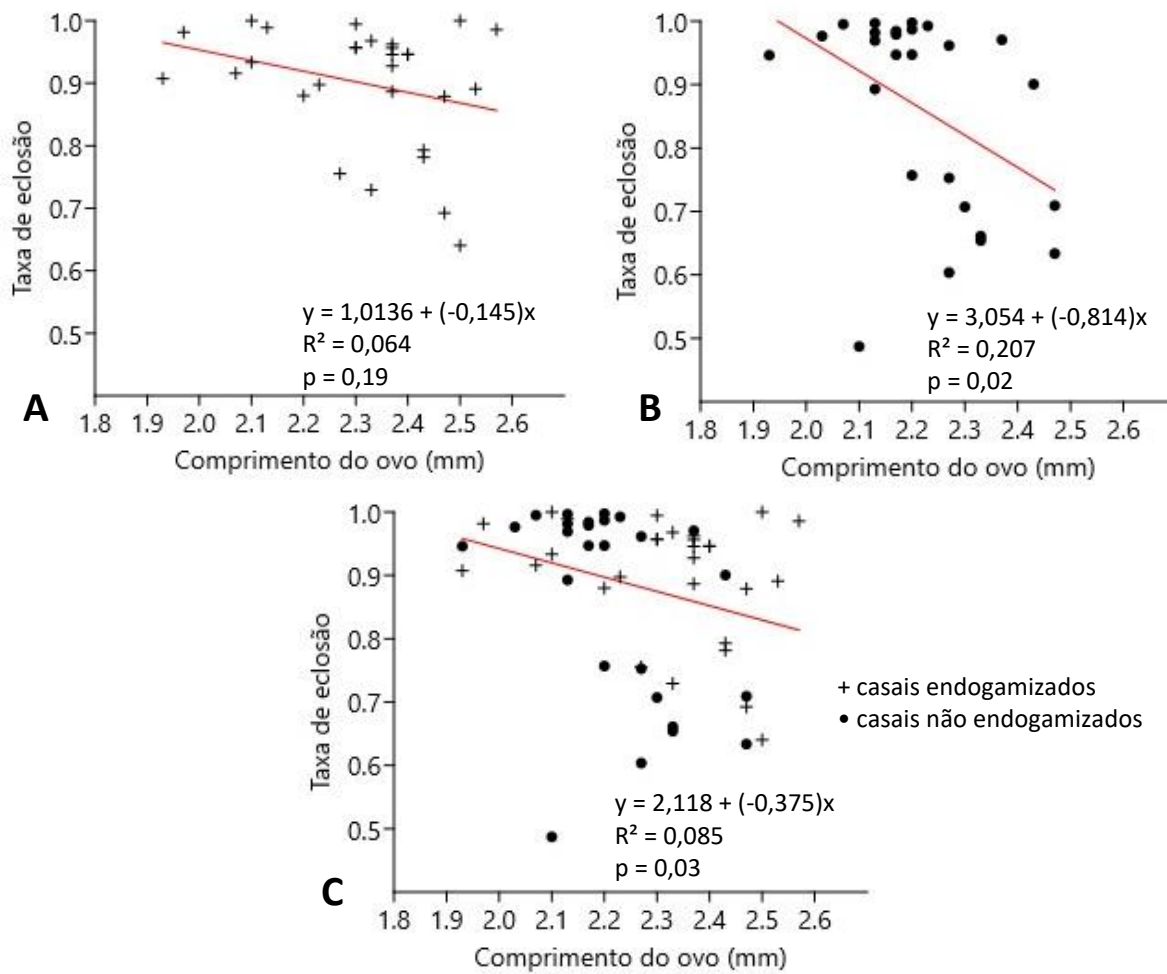 1.0
0.9
0.8
0.7
0.6
0.5
Taxa de eclosão
y = 1,0136 + (-0,145)x
R² = 0,064
p = 0,19
A
1.8 1.9 2.0 2.1 2.2 2.3 2.4 2.5 2.6
Comprimento do ovo (mm)
1.0
0.9
0.8
0.7
0.6
0.5
Taxa de eclosão
y = 3,054 + (-0,814)x
R² = 0,207
p = 0,02
B
1.8 1.9 2.0 2.1 2.2 2.3 2.4 2.5 2.6
Comprimento do ovo (mm)
1.0
0.9
0.8
0.7
0.6
0.5
Taxa de eclosão
y = 2,118 + (-0,375)x
R² = 0,085
p = 0,03
C
1.8 1.9 2.0 2.1 2.2 2.3 2.4 2.5 2.6
Comprimento do ovo (mm)
+ casais endogamizados
• casais não endogamizados